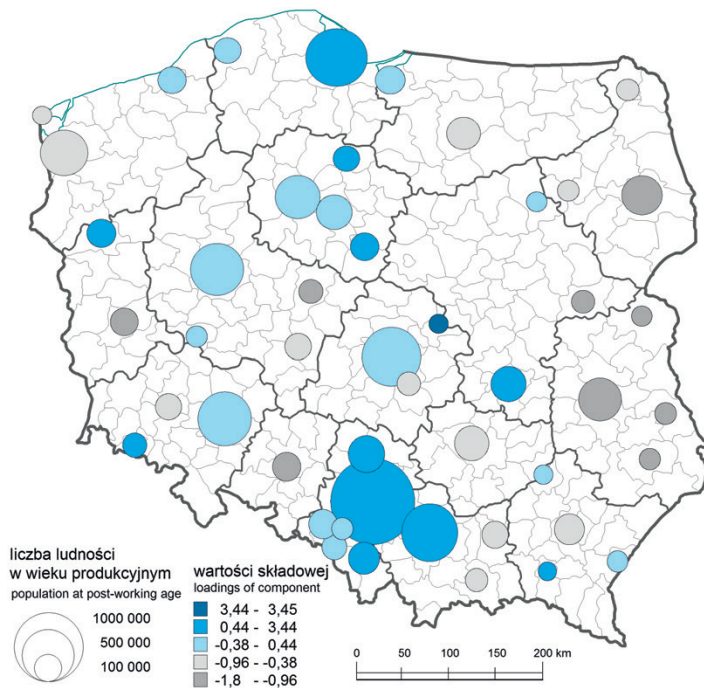 liczba ludności
w wieku produkcyjnym
population at post-working age
1000 000
500 000
100 000
wartości składowej
loadings of component
3,44 - 3,45
0,44 - 3,44
-0,38 - 0,44
-0,96 - -0,38
-1,8 - -0,96
0 50 100 200 km